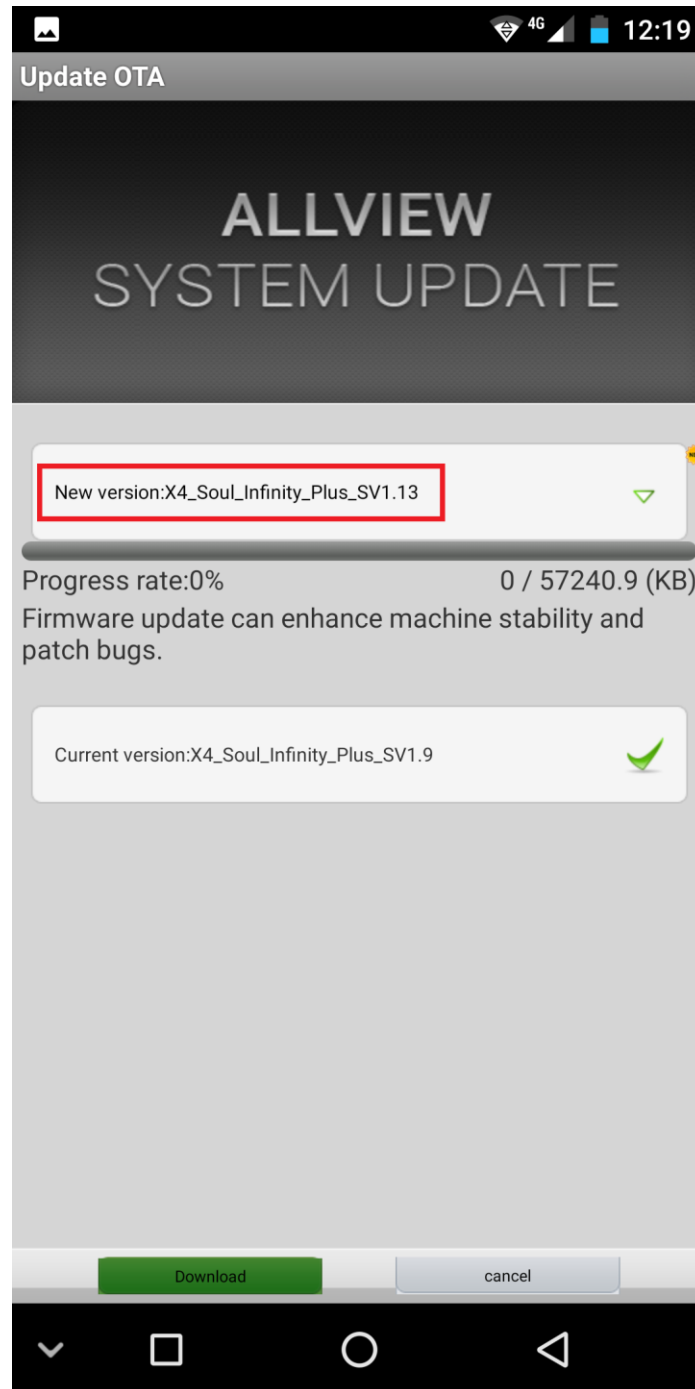 4G 12:19
Update OTA
ALLVIEW
SYSTEM UPDATE
New version:X4_Soul_Infinity_Plus_SV1.13
Progress rate:0% 0 / 57240.9 (KB)
Firmware update can enhance machine stability and
patch bugs.
Current version:X4_Soul_Infinity_Plus_SV1.9
Download cancel